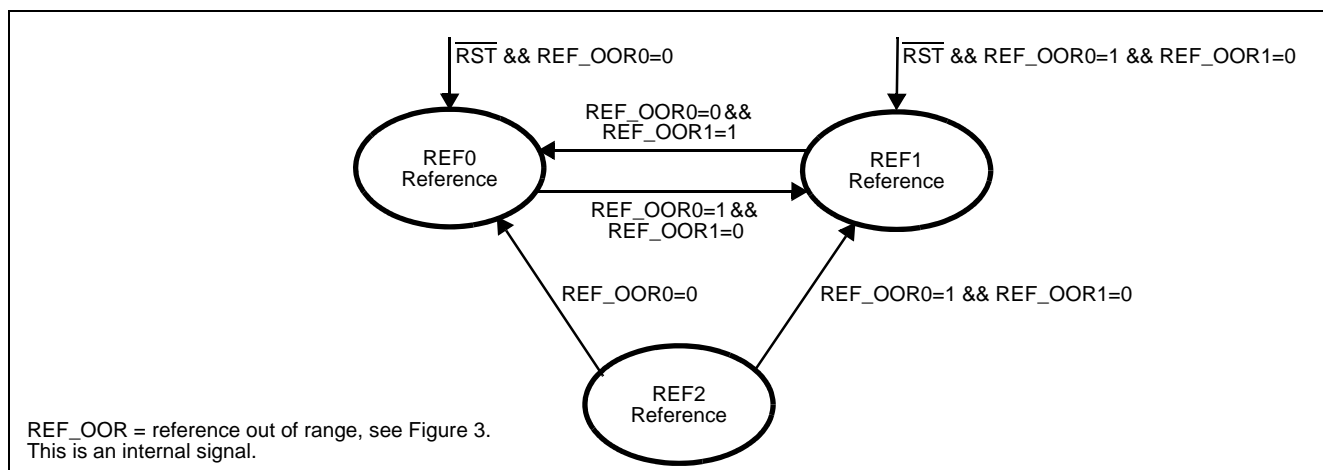 R̅S̅T̅ && REF_OOR0=0
R̅S̅T̅ && REF_OOR0=1 && REF_OOR1=0
REF_OOR0=0 &&
REF_OOR1=1
REF0
Reference
REF1
Reference
REF_OOR0=1 &&
REF_OOR1=0
REF_OOR0=0
REF_OOR0=1 && REF_OOR1=0
REF2
Reference
REF_OOR = reference out of range, see Figure 3.
This is an internal signal.